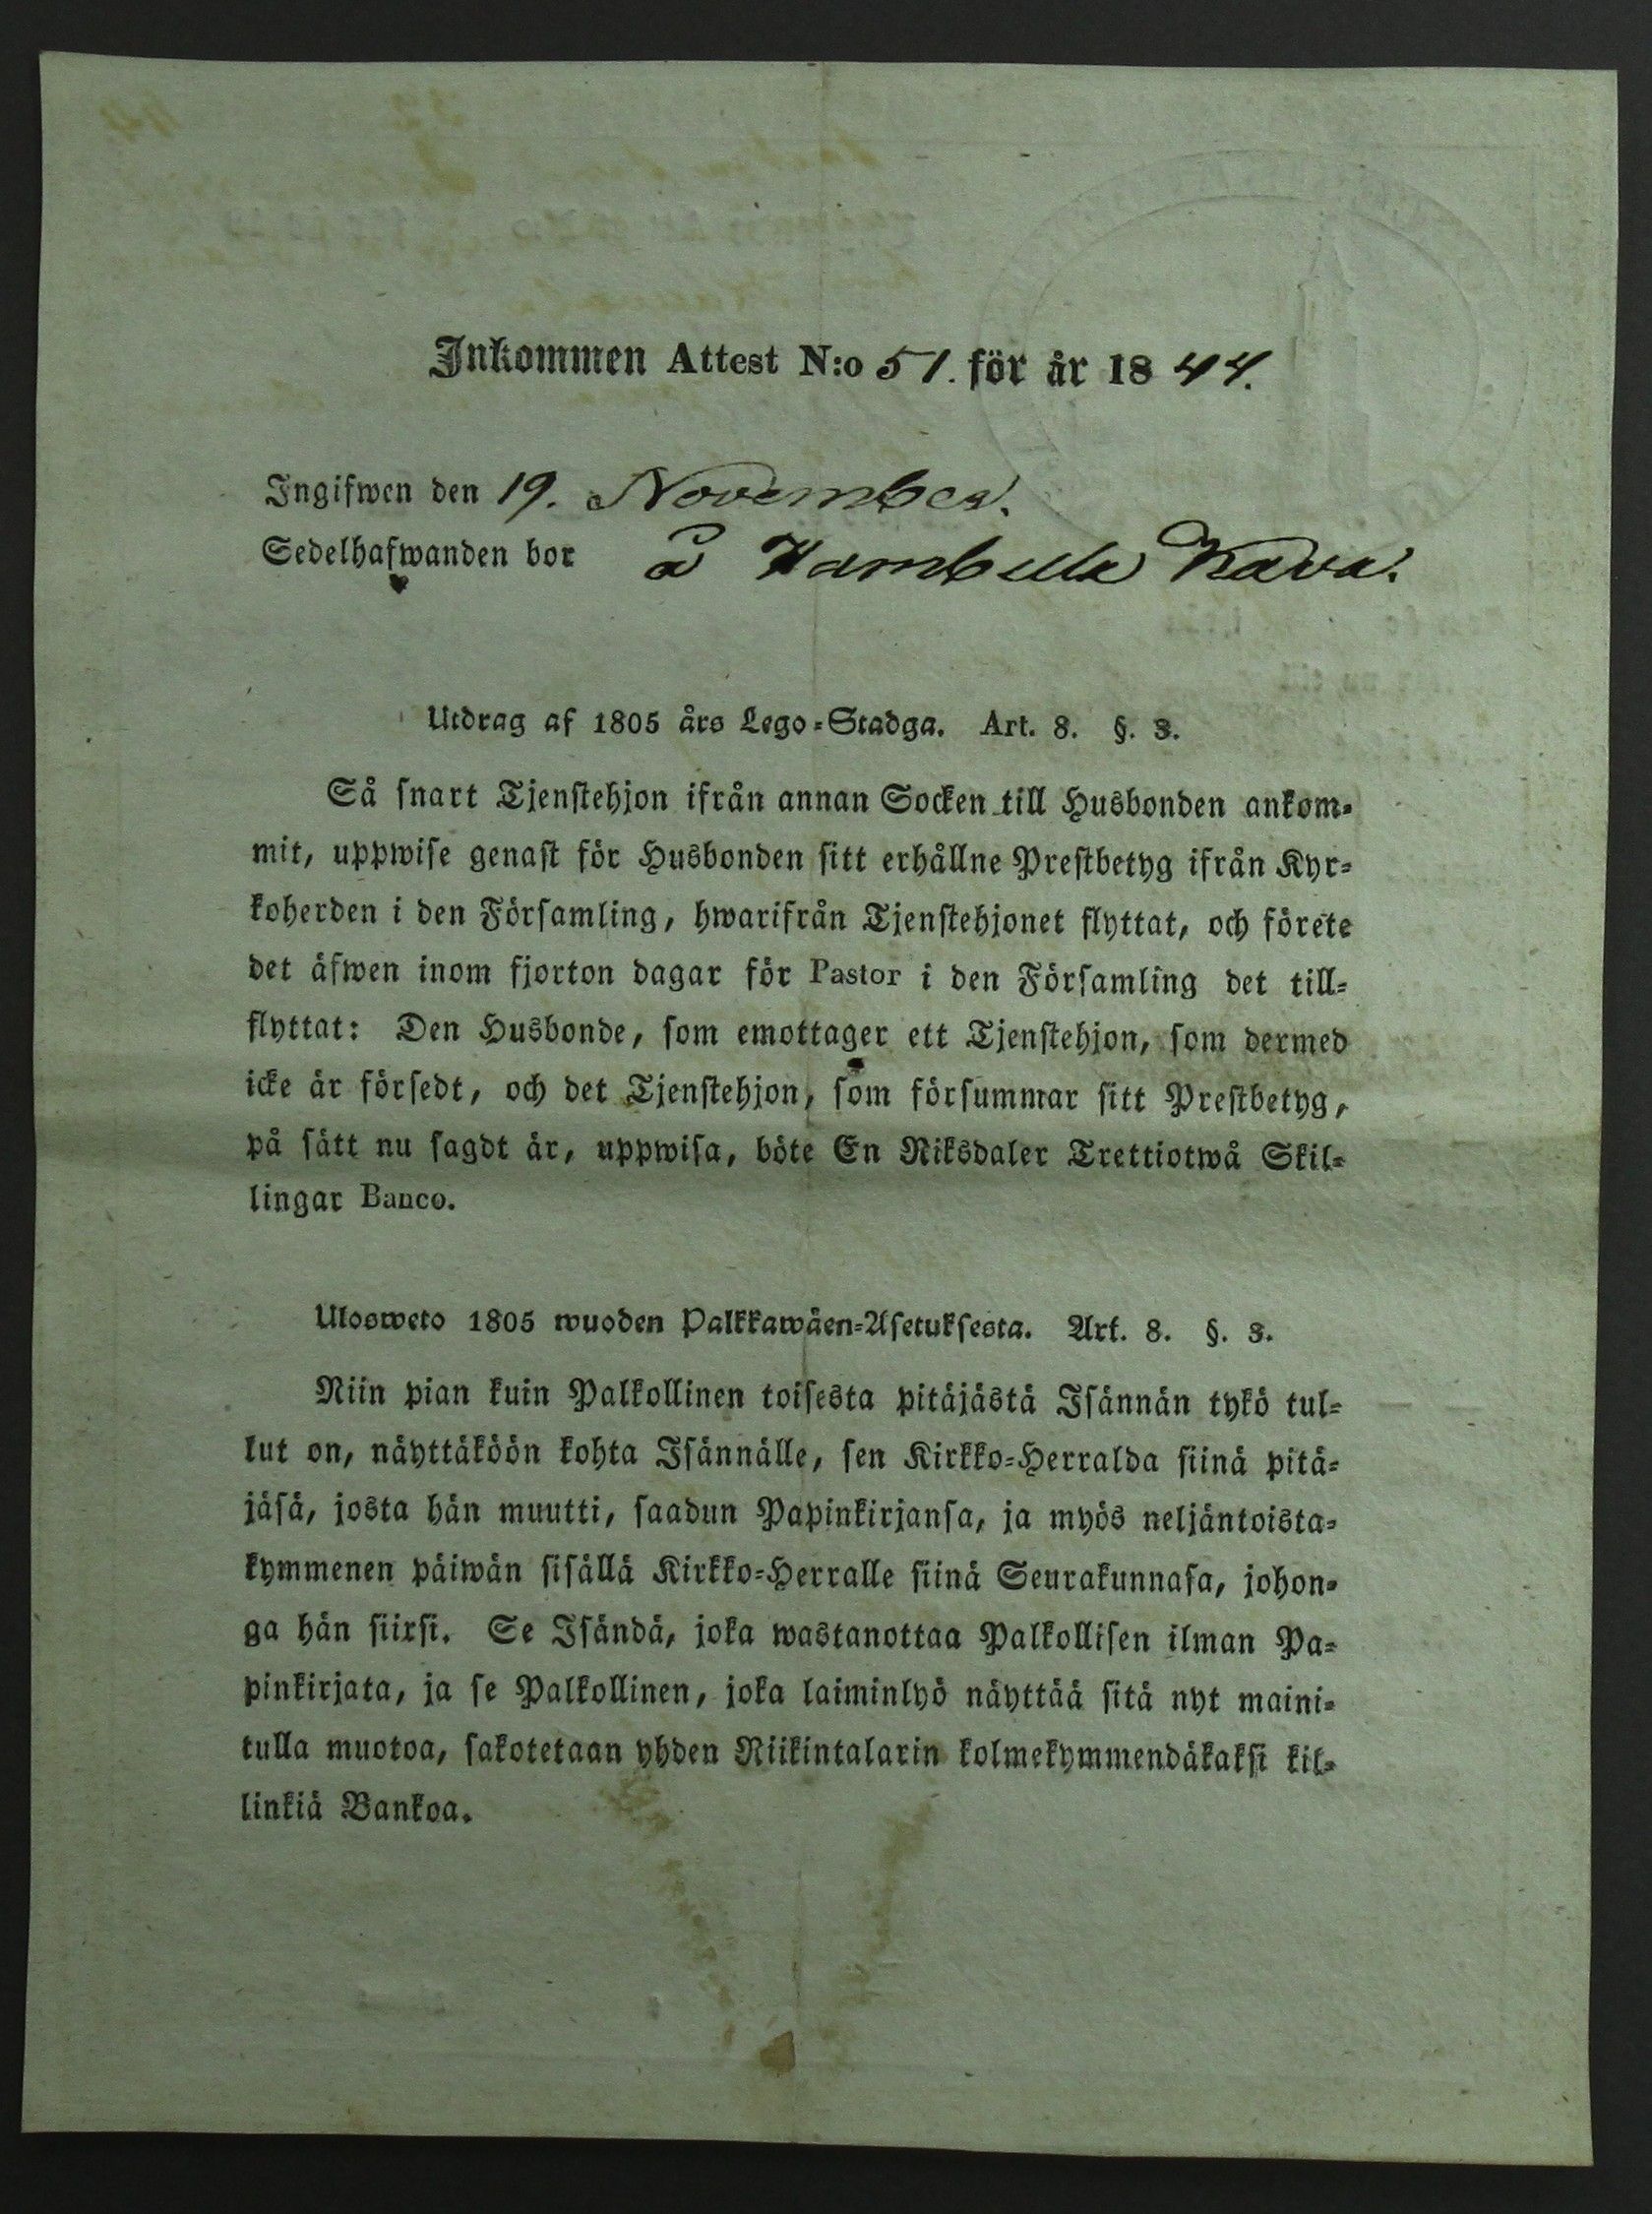 Inkommen Attest N:o 51. för år 1844.
Ingifwen den 19. November.
Sedelhafwanden bor å Kambula Kava.
Utdrag af 1805 års Lego-Stadga. Art. 8. §. 3.
Så snart Tjenstehjon ifrån annan Socken till Husbonden ankom-
mit, uppwise genast för Husbonden sitt erhållne Prestbetyg ifrån Kyr-
koherden i den Församling, hwarifrån Tjenstehjonet flyttat, och förete
det äfwen inom fjorton dagar för Pastor i den Församling det till-
flyttat: Den Husbonde, som emottager ett Tjenstehjon, som dermed
icke är försedt, och det Tjenstehjon, som försummar sitt Prestbetyg,
på sätt nu sagdt är, uppwisa, böte En Riksdaler Trettiotwå Skil-
lingar Banco.
Ulosweto 1805 wuoden Palkkawäen-Asetuksesta. Art. 8. §. 3.
Niin pian kuin Palkollinen toisesta pitäjästä Isännän tykö tul-
lut on, näyttäköön kohta Isännälle, sen Kirkko-Herralda siinä pitä-
jäsä, josta hän muutti, saadun Papinkirjansa, ja myös neljäntoista-
kymmenen päiwän sisällä Kirkko-Herralle siinä Seurakunnasa, johon-
ga hän siirsi. Se Isändä, joka wastanottaa Palkollisen ilman Pa-
pinkirjata, ja se Palkollinen, joka laiminlyö näyttää sitä nyt maini-
tulla muotoa, sakotetaan yhden Riikintalarin kolmekymmendäkaksi kil-
linkiä Bankoa.